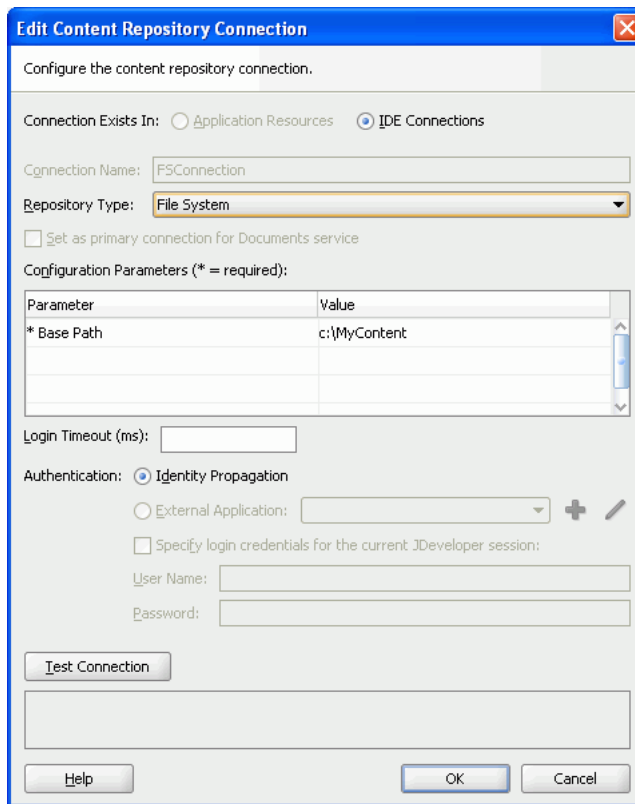 Edit Content Repository Connection
Configure the content repository connection.
Connection Exists In: Application Resources IDE Connections
Connection Name: FSConnection
Repository Type: File System
Set as primary connection for Documents service
Configuration Parameters (* = required):
Parameter Value
* Base Path c:\MyContent
Login Timeout (ms):
Authentication: Identity Propagation
External Application:
Specify login credentials for the current JDeveloper session:
User Name:
Password:
Test Connection
Help OK Cancel